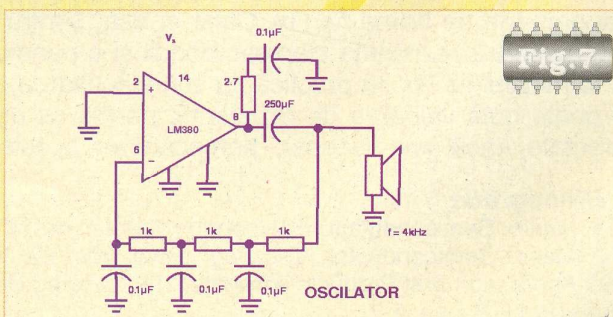 0.1µF
Fig.7
Vs
2.7
2
14
+
8
250µF
LM380
6
−
1k
1k
1k
f = 4kHz
0.1µF
0.1µF
0.1µF
OSCILATOR